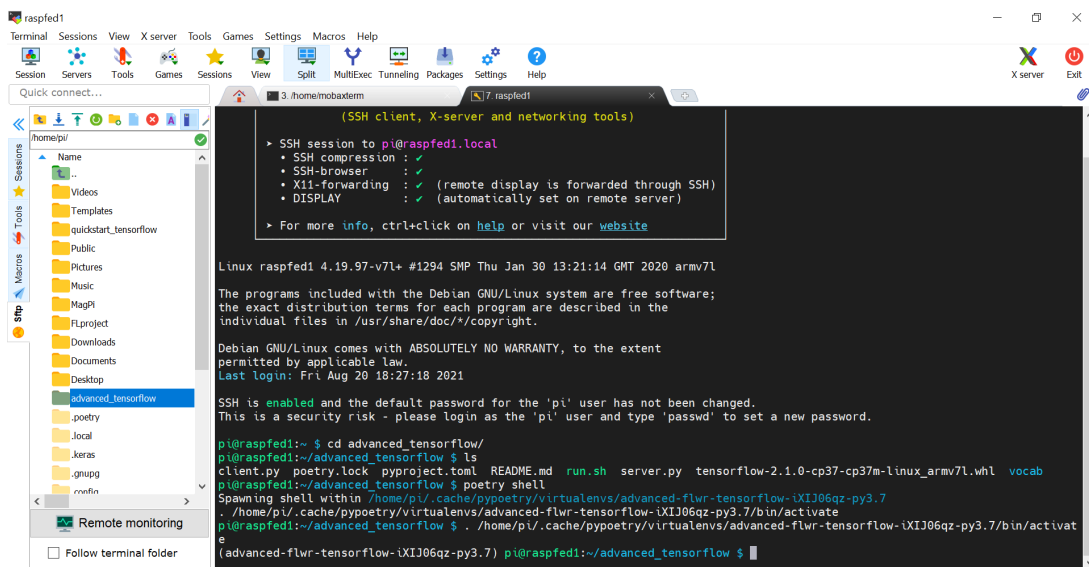 raspfed1
Terminal Sessions View X server Tools Games Settings Macros Help
Session Servers Tools Games Sessions View Split MultiExec Tunneling Packages Settings Help X server Exit
Quick connect...
3. /home/mobaxterm
7. raspfed1
Sessions
Tools
Macros
Sftp
/home/pi/
Name
..
Videos
Templates
quickstart_tensorflow
Public
Pictures
Music
MagPi
FLproject
Downloads
Documents
Desktop
advanced_tensorflow
.poetry
.local
.keras
.gnupg
.config
Remote monitoring
Follow terminal folder
(SSH client, X-server and networking tools)
➤ SSH session to pi@raspfed1.local
• SSH compression : ✔
• SSH-browser : ✔
• X11-forwarding : ✔ (remote display is forwarded through SSH)
• DISPLAY : ✔ (automatically set on remote server)
➤ For more info, ctrl+click on help or visit our website
Linux raspfed1 4.19.97-v7l+ #1294 SMP Thu Jan 30 13:21:14 GMT 2020 armv7l
The programs included with the Debian GNU/Linux system are free software;
the exact distribution terms for each program are described in the
individual files in /usr/share/doc/*/copyright.
Debian GNU/Linux comes with ABSOLUTELY NO WARRANTY, to the extent
permitted by applicable law.
Last login: Fri Aug 20 18:27:18 2021
SSH is enabled and the default password for the 'pi' user has not been changed.
This is a security risk - please login as the 'pi' user and type 'passwd' to set a new password.
pi@raspfed1:~ $ cd advanced_tensorflow/
pi@raspfed1:~/advanced_tensorflow $ ls
client.py poetry.lock pyproject.toml README.md run.sh server.py tensorflow-2.1.0-cp37-cp37m-linux_armv7l.whl vocab
pi@raspfed1:~/advanced_tensorflow $ poetry shell
Spawning shell within /home/pi/.cache/pypoetry/virtualenvs/advanced-flwr-tensorflow-iXIJ06qz-py3.7
. /home/pi/.cache/pypoetry/virtualenvs/advanced-flwr-tensorflow-iXIJ06qz-py3.7/bin/activate
pi@raspfed1:~/advanced_tensorflow $ . /home/pi/.cache/pypoetry/virtualenvs/advanced-flwr-tensorflow-iXIJ06qz-py3.7/bin/activat
e
(advanced-flwr-tensorflow-iXIJ06qz-py3.7) pi@raspfed1:~/advanced_tensorflow $